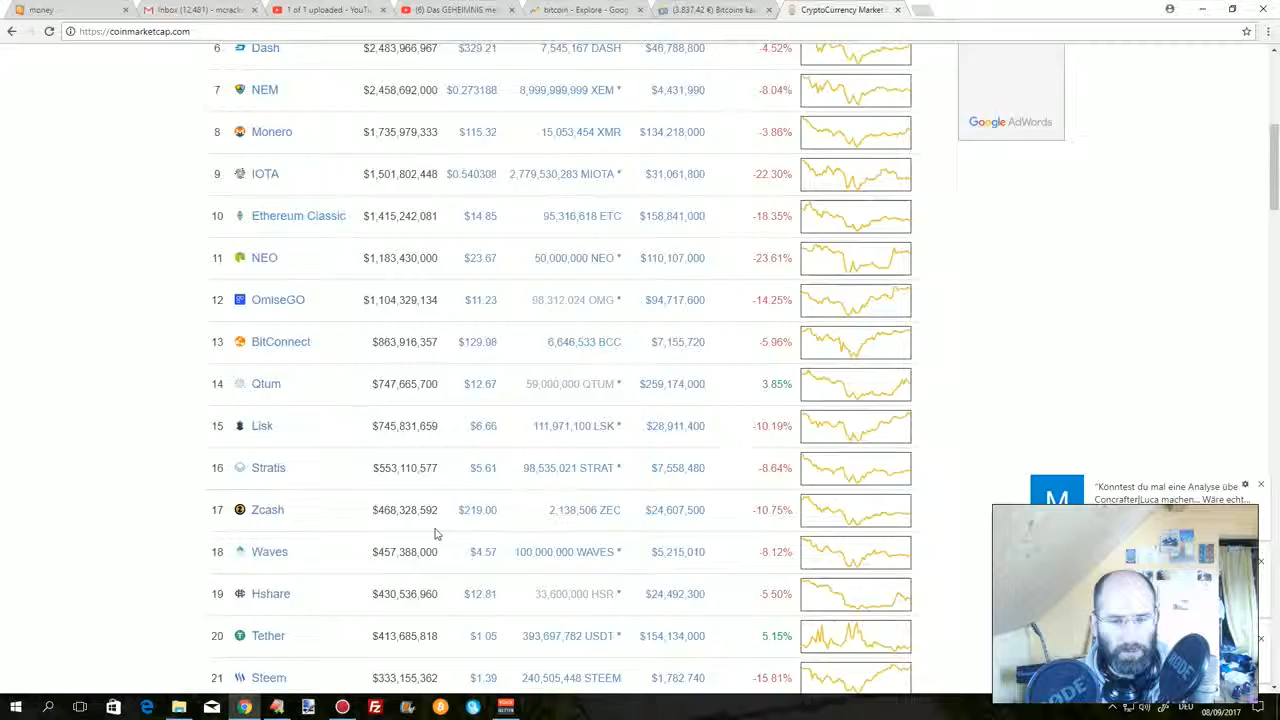 money
Inbox (12,481) - mcrack
1 of 1 uploaded - YouTu
(6) Das GEHEIMNIS me
bitcoin - Explore - Goog
(3.837,42 €) Bitcoins ka
CryptoCurrency Market
https://coinmarketcap.com
6 Dash $2,483,966,967 $329.21 7,545,167 DASH $46,788,800 -4.52%
7 NEM $2,458,692,000 $0.273188 8,999,999,999 XEM * $4,431,990 -8.04%
8 Monero $1,735,979,333 $115.32 15,053,454 XMR $134,218,000 -3.86%
9 IOTA $1,501,802,448 $0.540308 2,779,530,283 MIOTA * $31,061,800 -22.30%
10 Ethereum Classic $1,415,242,081 $14.85 95,316,618 ETC $158,841,000 -18.35%
11 NEO $23.67 50,000,000 NEO * $110,107,000 -23.61%
12 OmiseGO $1,104,329,134 $11.23 98,312,024 OMG * $94,717,600 -14.25%
13 BitConnect $129.98 6,646,533 BCC $7,155,720 -5.96%
14 Qtum $747,665,700 $12.67 59,000,000 QTUM * $259,174,000 3.85%
15 Lisk $745,831,659 $6.66 111,971,100 LSK * $28,911,400 -10.19%
16 Stratis $553,110,577 $5.61 98,535,021 STRAT * $7,558,480 -8.64%
17 Zcash $219.00 2,138,506 ZEC $24,607,500 -10.75%
18 Waves $457,388,000 $4.57 100,000,000 WAVES * $5,215,010 -8.12%
19 Hshare $12.81 33,600,000 HSR * $24,492,300 -5.50%
20 Tether $413,685,818 $1.05 393,697,782 USDT * $154,134,000 5.15%
21 Steem $333,155,362 $1.39 240,505,448 STEEM $1,782,740 -15.81%
Google AdWords
M
"Könntest du mal eine Analyse übe
Concrafter|Luca machen... Wäre echt...
DEU
08/09/2017